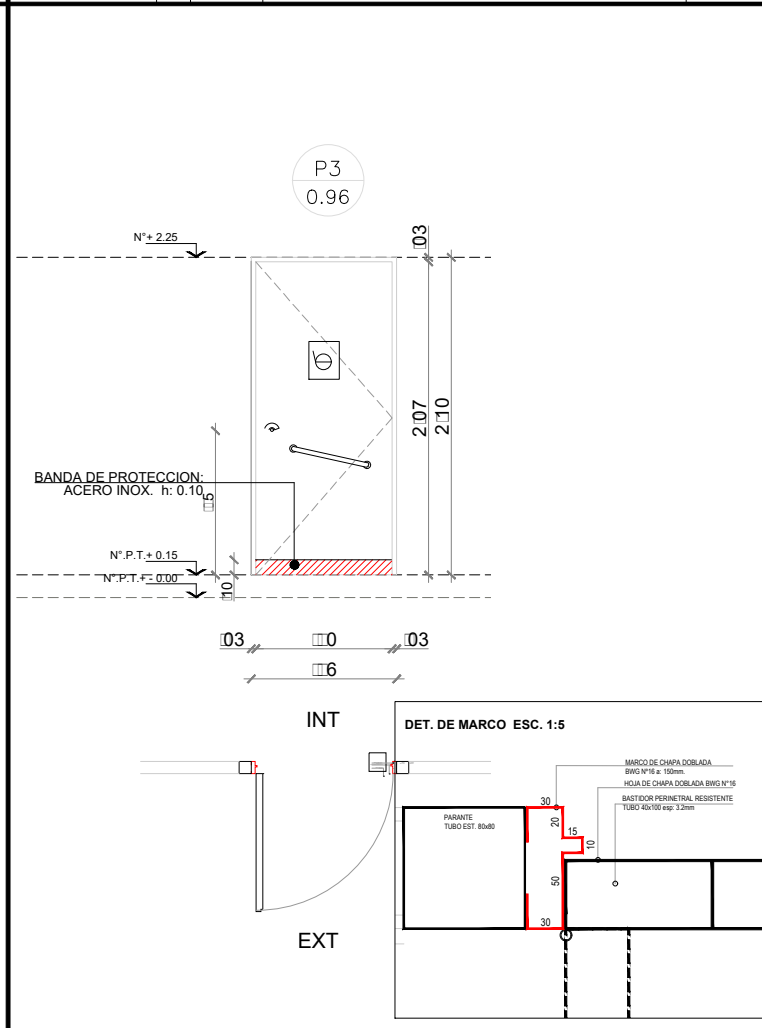 P3
0.96
N°+ 2.25
03
2 07
2 10
BANDA DE PROTECCION:
ACERO INOX. h: 0.10
5
N°.P.T.+ 0.15
N°.P.T.+ - 0.00
10
03
0
03
6
INT
EXT
DET. DE MARCO ESC. 1:5
MARCO DE CHAPA DOBLADA
BWG N°16 a: 150mm.
HOJA DE CHAPA DOBLADA BWG N°16
BASTIDOR PERINETRAL RESISTENTE
TUBO 40x100 esp: 3.2mm
PARANTE
TUBO EST. 80x80
30
20
15
10
50
30